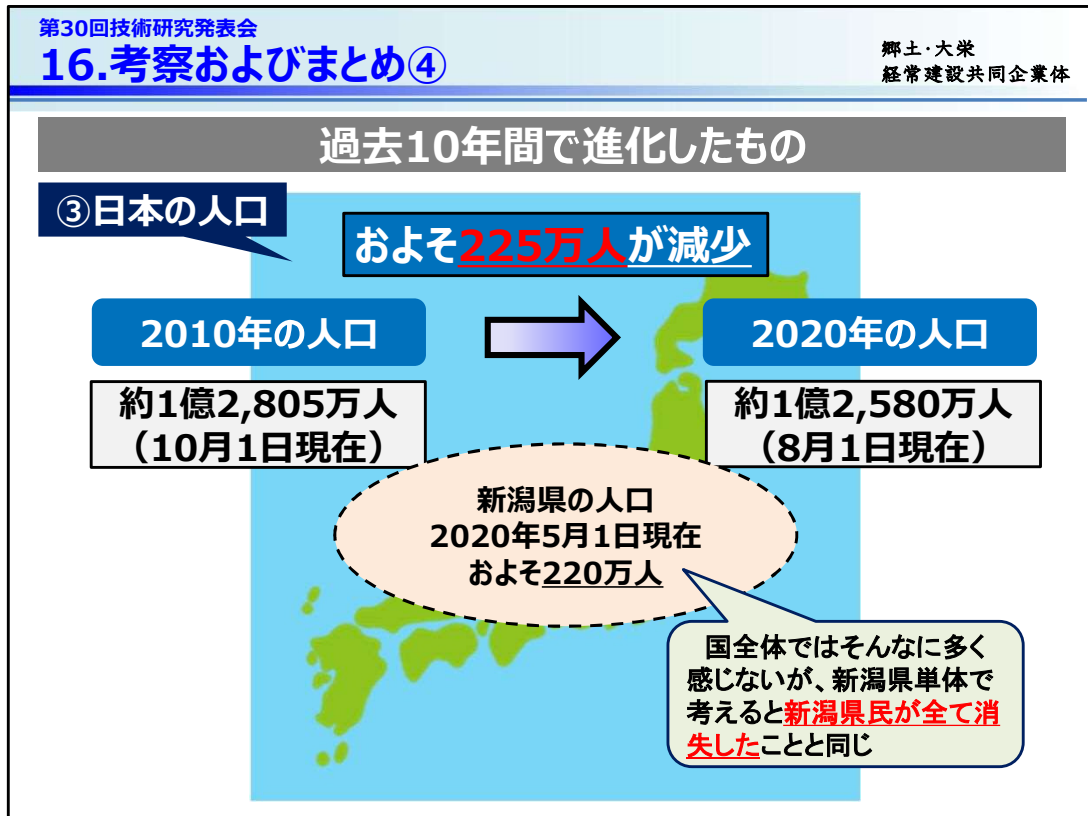 第30回技術研究発表会
16.考察およびまとめ④
郷土･大栄
経常建設共同企業体
過去10年間で進化したもの
③日本の人口
およそ225万人が減少
2010年の人口
2020年の人口
約1億2,805万人
（10月1日現在）
約1億2,580万人
（8月1日現在）
新潟県の人口
2020年5月1日現在
およそ220万人
国全体ではそんなに多く
感じないが、新潟県単体で
考えると新潟県民が全て消
失したことと同じ